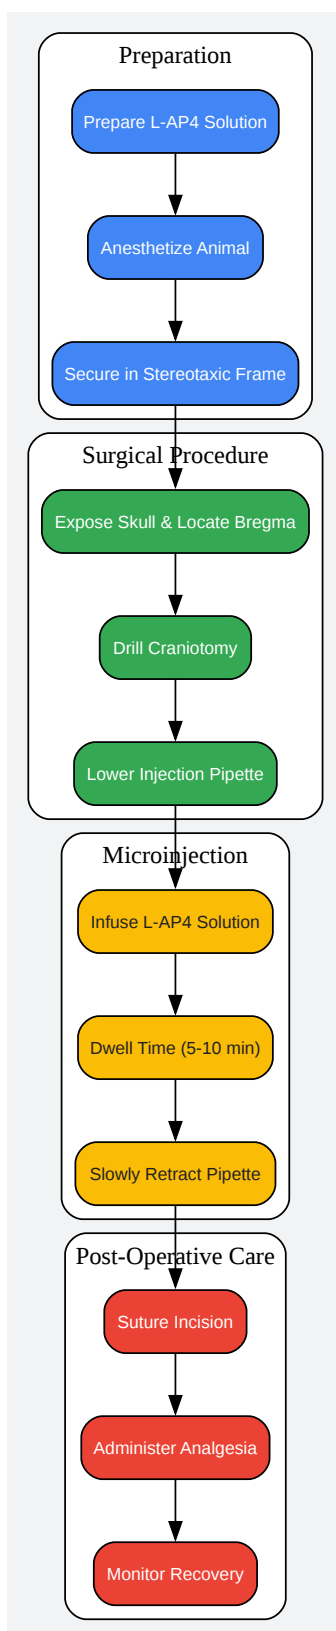 Preparation
Prepare L-AP4 Solution
Anesthetize Animal
Secure in Stereotaxic Frame
Surgical Procedure
Expose Skull & Locate Bregma
Drill Craniotomy
Lower Injection Pipette
Microinjection
Infuse L-AP4 Solution
Dwell Time (5-10 min)
Slowly Retract Pipette
Post-Operative Care
Suture Incision
Administer Analgesia
Monitor Recovery